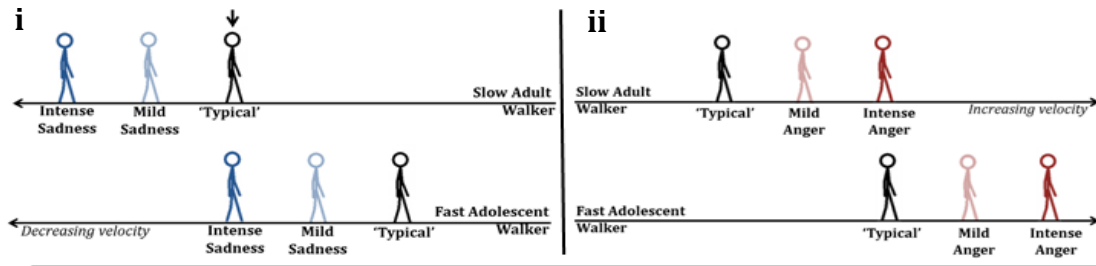 i
Intense
Sadness
Mild
Sadness
'Typical'
Slow Adult
Walker
Decreasing velocity
Intense
Sadness
Mild
Sadness
'Typical'
Fast Adolescent
Walker
ii
Slow Adult
Walker
'Typical'
Mild
Anger
Intense
Anger
Increasing velocity
Fast Adolescent
Walker
'Typical'
Mild
Anger
Intense
Anger